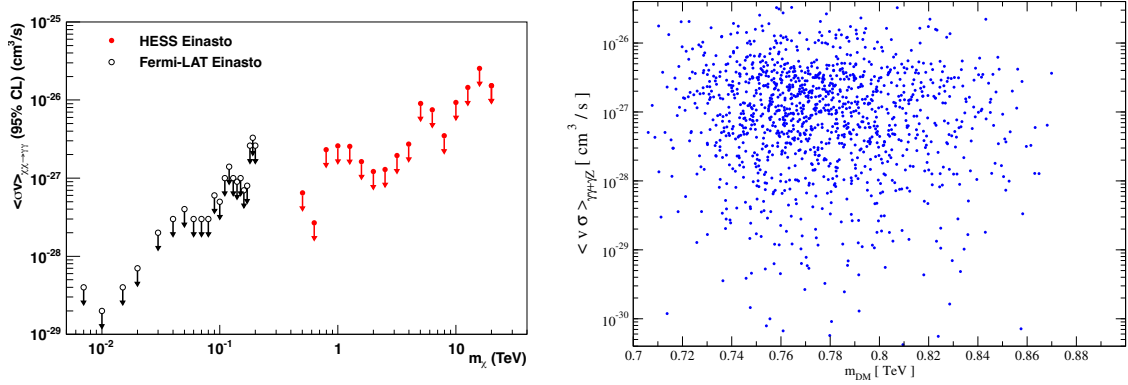 <σv>χχ→γγ (95% CL) (cm³/s)
10⁻²⁵
10⁻²⁶
10⁻²⁷
10⁻²⁸
10⁻²⁹
HESS Einasto
Fermi-LAT Einasto
10⁻² 10⁻¹ 1 10
mχ (TeV)
< v σ >γγ+γZ [ cm³ / s ]
10⁻²⁶
10⁻²⁷
10⁻²⁸
10⁻²⁹
10⁻³⁰
0.7 0.72 0.74 0.76 0.78 0.8 0.82 0.84 0.86 0.88
mDM [ TeV ]